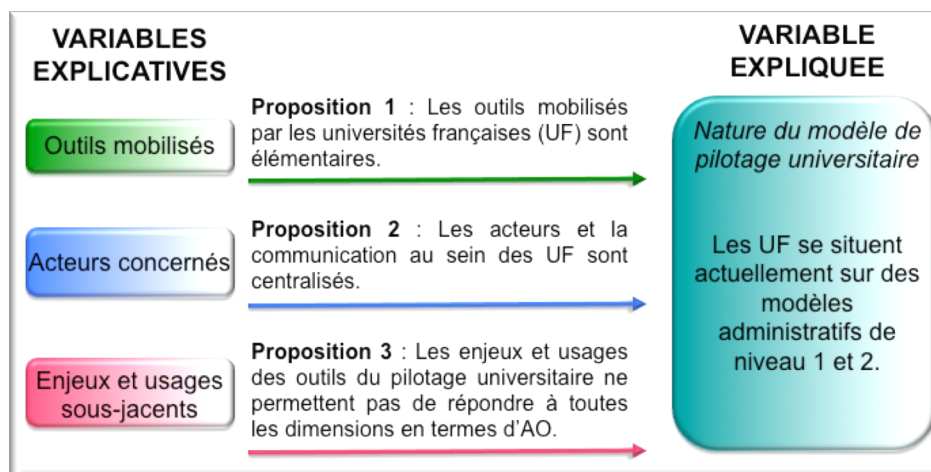 VARIABLES
EXPLICATIVES
Outils mobilisés
Proposition 1 : Les outils mobilisés
par les universités françaises (UF) sont
élémentaires.
Acteurs concernés
Proposition 2 : Les acteurs et la
communication au sein des UF sont
centralisés.
Enjeux et usages
sous-jacents
Proposition 3 : Les enjeux et usages
des outils du pilotage universitaire ne
permettent pas de répondre à toutes
les dimensions en termes d'AO.
VARIABLE
EXPLIQUEE
Nature du modèle de
pilotage universitaire
Les UF se situent
actuellement sur des
modèles
administratifs de
niveau 1 et 2.